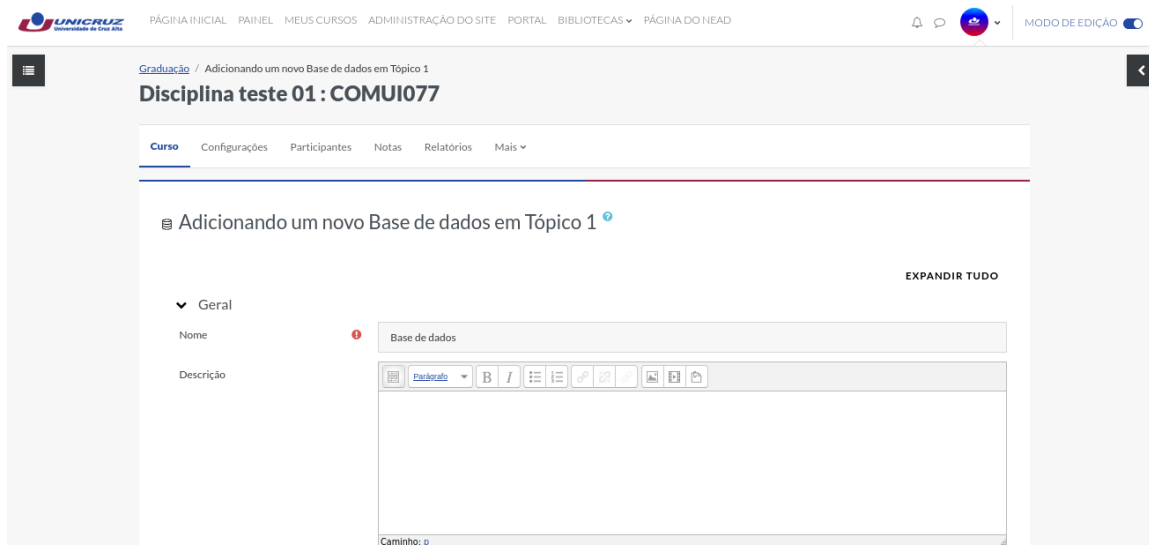 UNICRUZ
Universidade de Cruz Alta
PÁGINA INICIAL PAINEL MEUS CURSOS ADMINISTRAÇÃO DO SITE PORTAL BIBLIOTECAS PÁGINA DO NEAD
MODO DE EDIÇÃO
Graduação / Adicionando um novo Base de dados em Tópico 1
Disciplina teste 01 : COMUI077
Curso Configurações Participantes Notas Relatórios Mais
Adicionando um novo Base de dados em Tópico 1
EXPANDIR TUDO
Geral
Nome
Base de dados
Descrição
Parágrafo B I
Caminho: p